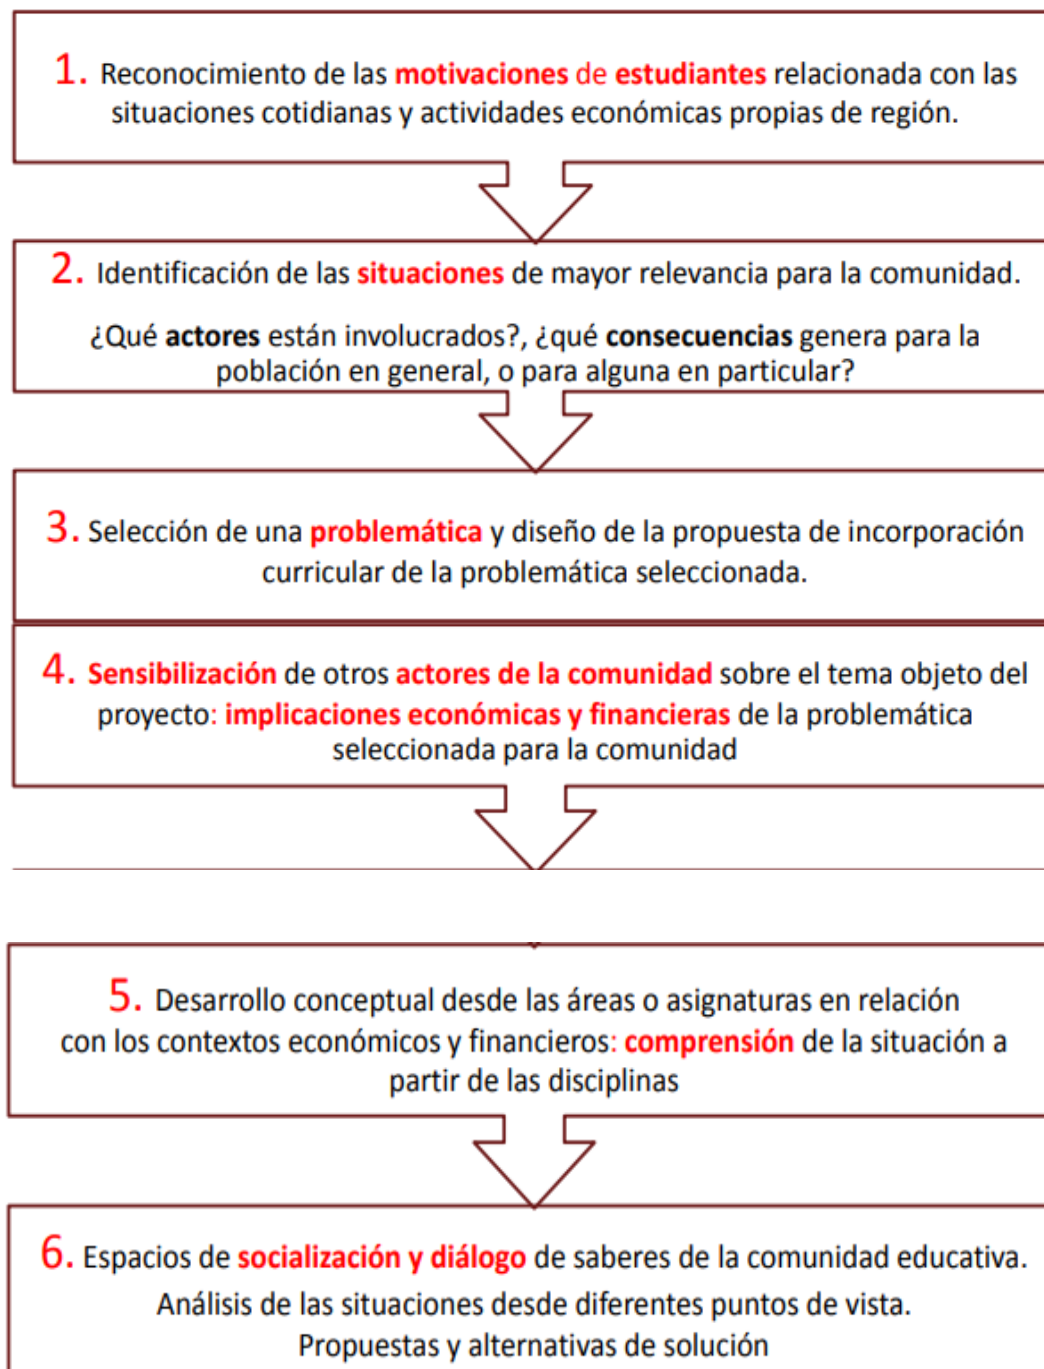 1. Reconocimiento de las motivaciones de estudiantes relacionada con las
situaciones cotidianas y actividades económicas propias de región.
2. Identificación de las situaciones de mayor relevancia para la comunidad.
¿Qué actores están involucrados?, ¿qué consecuencias genera para la
población en general, o para alguna en particular?
3. Selección de una problemática y diseño de la propuesta de incorporación
curricular de la problemática seleccionada.
4. Sensibilización de otros actores de la comunidad sobre el tema objeto del
proyecto: implicaciones económicas y financieras de la problemática
seleccionada para la comunidad
5. Desarrollo conceptual desde las áreas o asignaturas en relación
con los contextos económicos y financieros: comprensión de la situación a
partir de las disciplinas
6. Espacios de socialización y diálogo de saberes de la comunidad educativa.
Análisis de las situaciones desde diferentes puntos de vista.
Propuestas y alternativas de solución